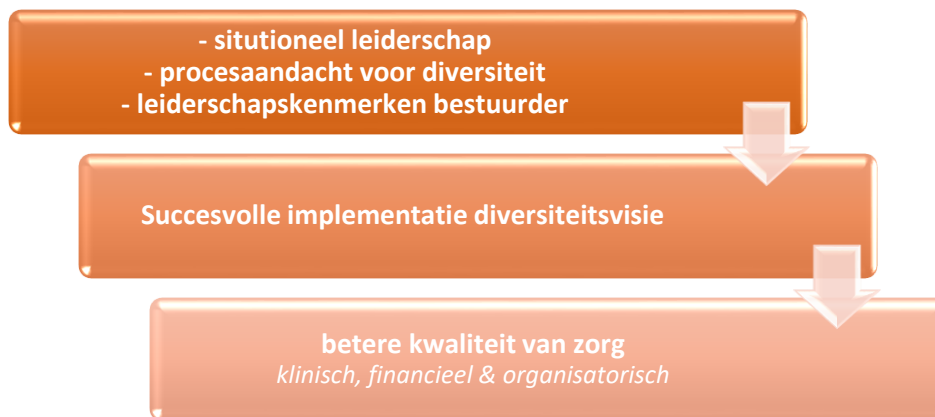 - situtioneel leiderschap
- procesaandacht voor diversiteit
- leiderschapskenmerken bestuurder
Succesvolle implementatie diversiteitsvisie
betere kwaliteit van zorg
klinisch, financieel & organisatorisch